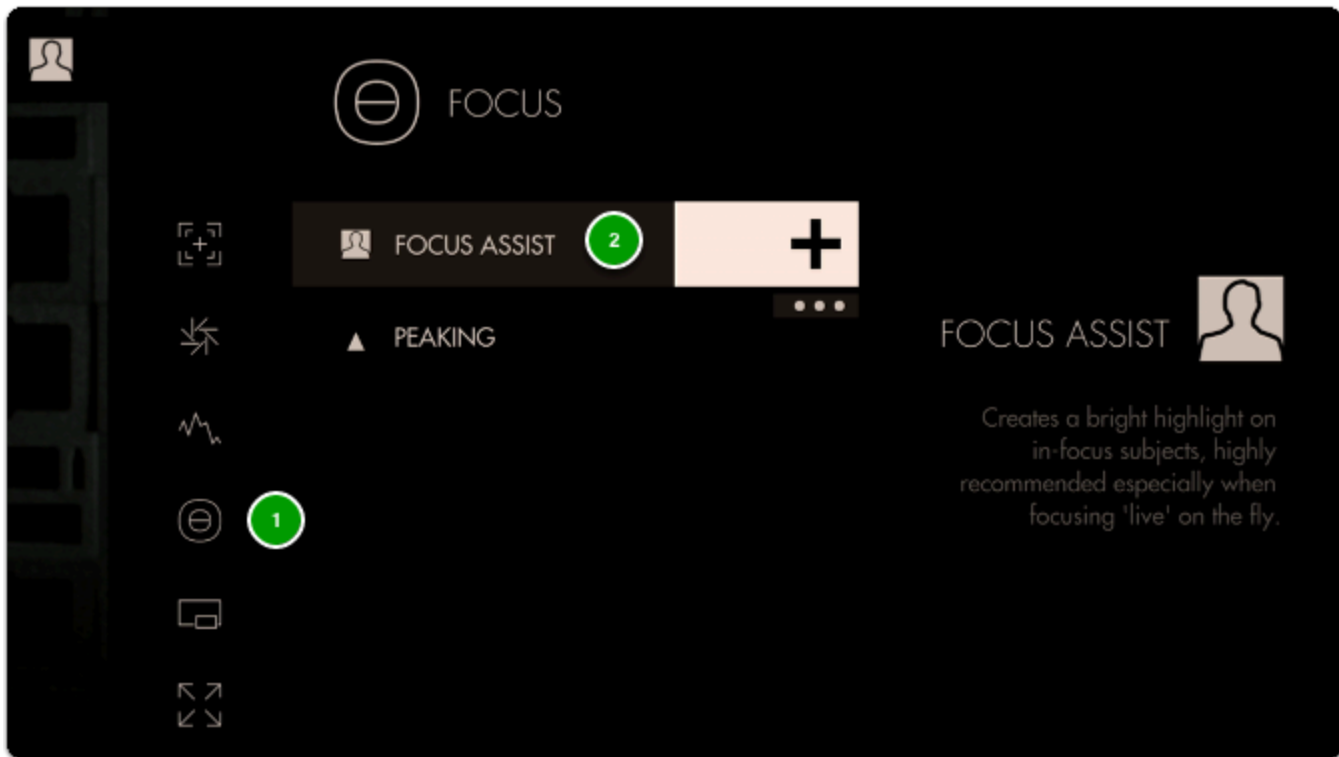 FOCUS
FOCUS ASSIST
2
PEAKING
FOCUS ASSIST
Creates a bright highlight on
in-focus subjects, highly
recommended especially when
focusing 'live' on the fly.
1